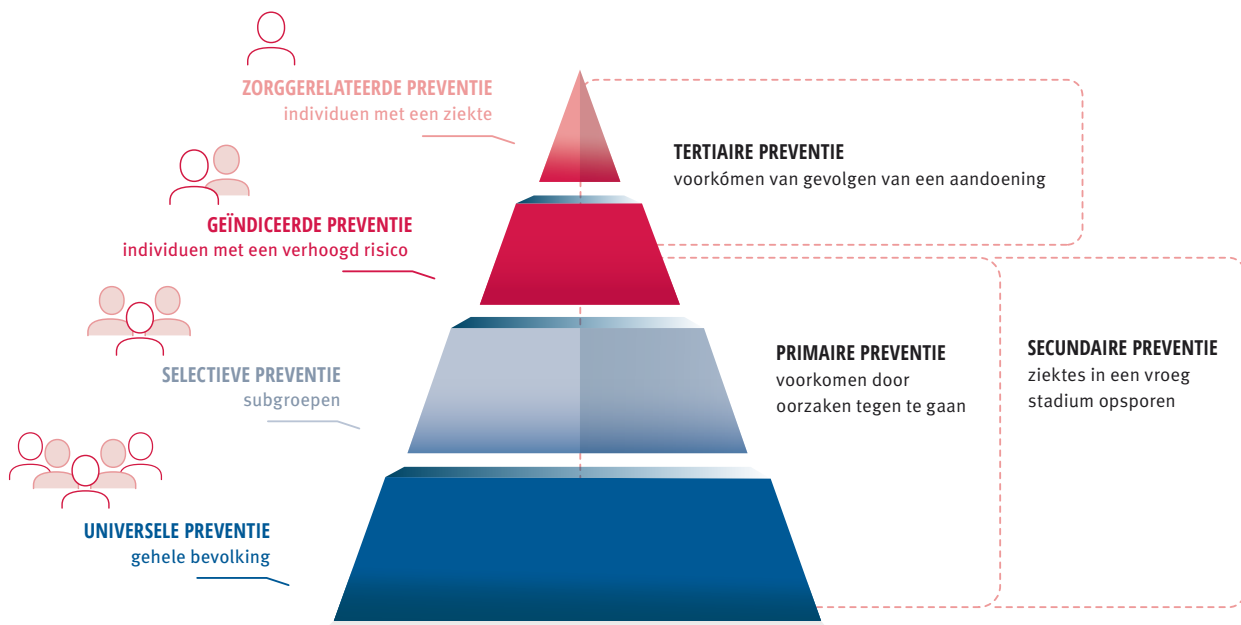 ZORGGERELATEERDE PREVENTIE
individuen met een ziekte
GEÏNDICEERDE PREVENTIE
individuen met een verhoogd risico
SELECTIEVE PREVENTIE
subgroepen
UNIVERSELE PREVENTIE
gehele bevolking
TERTIAIRE PREVENTIE
voorkómen van gevolgen van een aandoening
PRIMAIRE PREVENTIE
voorkomen door
oorzaken tegen te gaan
SECUNDAIRE PREVENTIE
ziektes in een vroeg
stadium opsporen